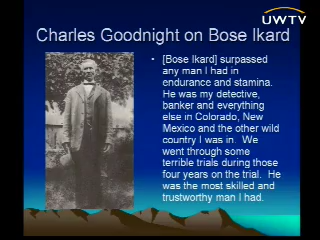 UWTV
Charles Goodnight on Bose Ikard
• [Bose Ikard] surpassed
any man I had in
endurance and stamina.
He was my detective,
banker and everything
else in Colorado, New
Mexico and the other wild
country I was in. We
went through some
terrible trials during those
four years on the trial. He
was the most skilled and
trustworthy man I had.